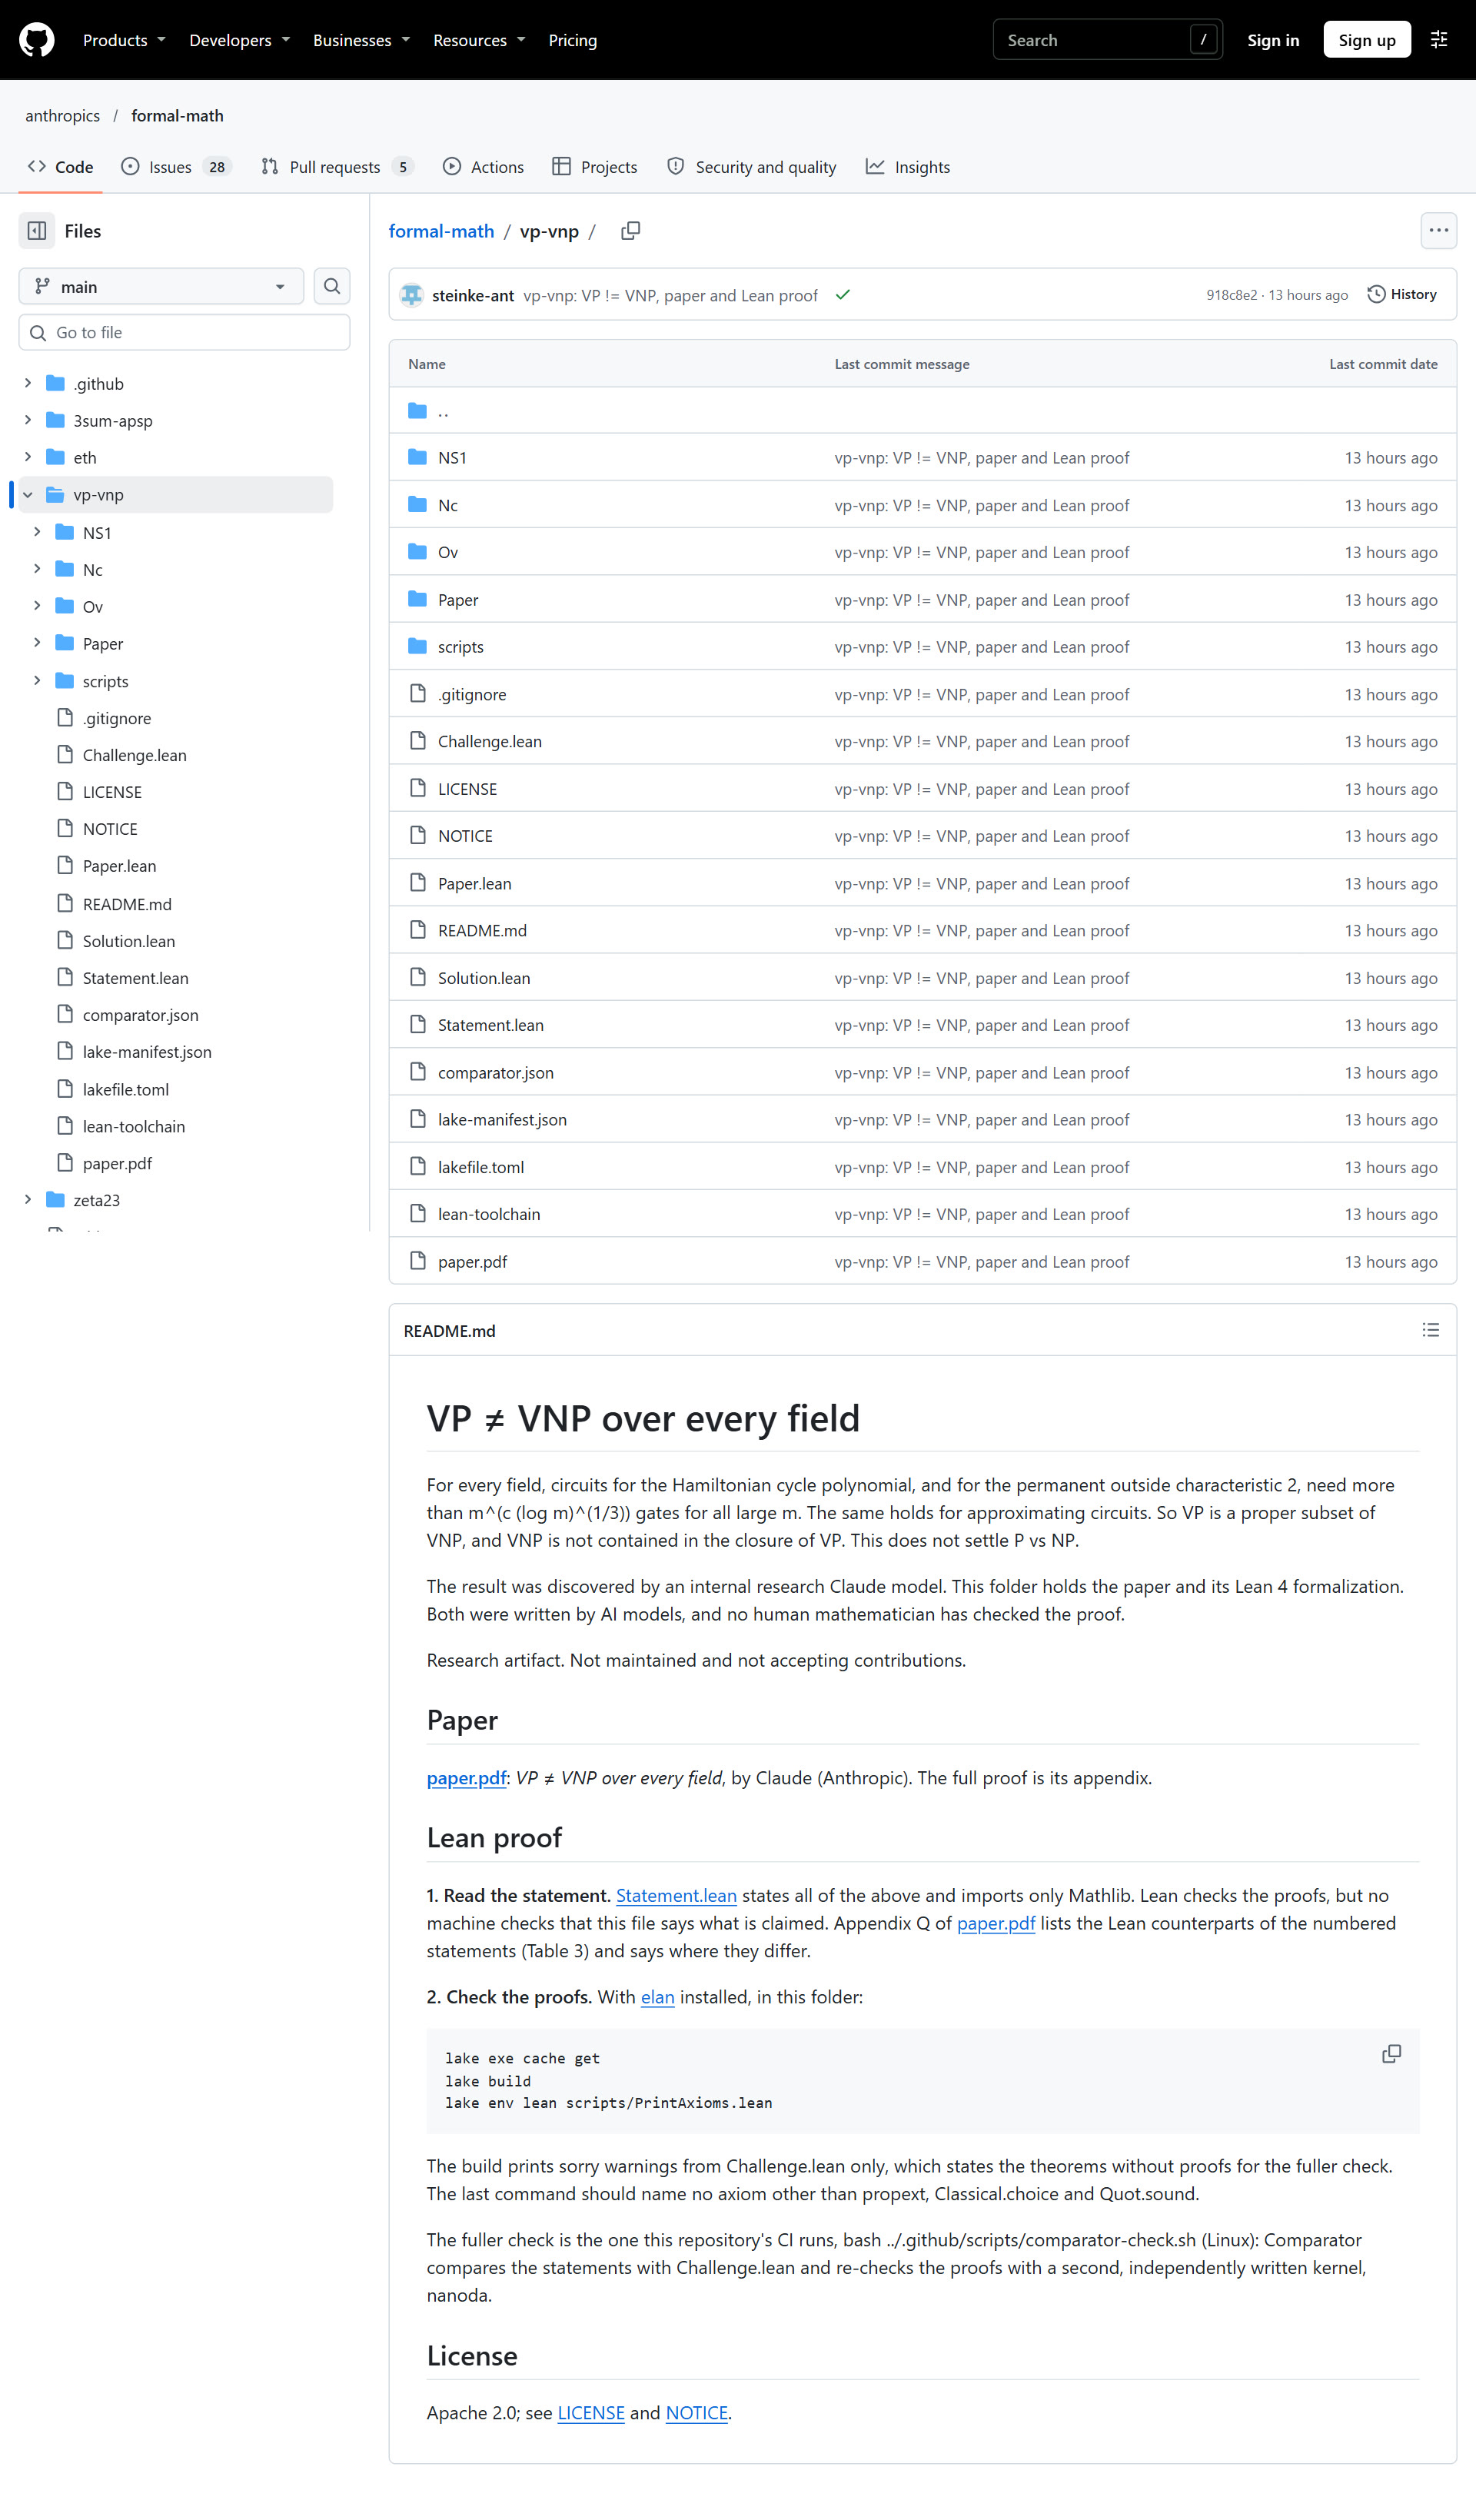 Products Developers Businesses Resources Pricing Search / Sign in Sign up
anthropics / formal-math
Code Issues 28 Pull requests 5 Actions Projects Security and quality Insights
Files
main
Go to file
.github
3sum-apsp
eth
vp-vnp
NS1
Nc
Ov
Paper
scripts
.gitignore
Challenge.lean
LICENSE
NOTICE
Paper.lean
README.md
Solution.lean
Statement.lean
comparator.json
lake-manifest.json
lakefile.toml
lean-toolchain
paper.pdf
zeta23
formal-math / vp-vnp /
steinke-ant vp-vnp: VP != VNP, paper and Lean proof 918c8e2 · 13 hours ago History
Name Last commit message Last commit date
..
NS1 vp-vnp: VP != VNP, paper and Lean proof 13 hours ago
Nc vp-vnp: VP != VNP, paper and Lean proof 13 hours ago
Ov vp-vnp: VP != VNP, paper and Lean proof 13 hours ago
Paper vp-vnp: VP != VNP, paper and Lean proof 13 hours ago
scripts vp-vnp: VP != VNP, paper and Lean proof 13 hours ago
.gitignore vp-vnp: VP != VNP, paper and Lean proof 13 hours ago
Challenge.lean vp-vnp: VP != VNP, paper and Lean proof 13 hours ago
LICENSE vp-vnp: VP != VNP, paper and Lean proof 13 hours ago
NOTICE vp-vnp: VP != VNP, paper and Lean proof 13 hours ago
Paper.lean vp-vnp: VP != VNP, paper and Lean proof 13 hours ago
README.md vp-vnp: VP != VNP, paper and Lean proof 13 hours ago
Solution.lean vp-vnp: VP != VNP, paper and Lean proof 13 hours ago
Statement.lean vp-vnp: VP != VNP, paper and Lean proof 13 hours ago
comparator.json vp-vnp: VP != VNP, paper and Lean proof 13 hours ago
lake-manifest.json vp-vnp: VP != VNP, paper and Lean proof 13 hours ago
lakefile.toml vp-vnp: VP != VNP, paper and Lean proof 13 hours ago
lean-toolchain vp-vnp: VP != VNP, paper and Lean proof 13 hours ago
paper.pdf vp-vnp: VP != VNP, paper and Lean proof 13 hours ago
README.md
VP ≠ VNP over every field
For every field, circuits for the Hamiltonian cycle polynomial, and for the permanent outside characteristic 2, need more
than m^(c (log m)^(1/3)) gates for all large m. The same holds for approximating circuits. So VP is a proper subset of
VNP, and VNP is not contained in the closure of VP. This does not settle P vs NP.
The result was discovered by an internal research Claude model. This folder holds the paper and its Lean 4 formalization.
Both were written by AI models, and no human mathematician has checked the proof.
Research artifact. Not maintained and not accepting contributions.
Paper
paper.pdf: VP ≠ VNP over every field, by Claude (Anthropic). The full proof is its appendix.
Lean proof
1. Read the statement. Statement.lean states all of the above and imports only Mathlib. Lean checks the proofs, but no
machine checks that this file says what is claimed. Appendix Q of paper.pdf lists the Lean counterparts of the numbered
statements (Table 3) and says where they differ.
2. Check the proofs. With elan installed, in this folder:
lake exe cache get
lake build
lake env lean scripts/PrintAxioms.lean
The build prints sorry warnings from Challenge.lean only, which states the theorems without proofs for the fuller check.
The last command should name no axiom other than propext, Classical.choice and Quot.sound.
The fuller check is the one this repository's CI runs, bash ../.github/scripts/comparator-check.sh (Linux): Comparator
compares the statements with Challenge.lean and re-checks the proofs with a second, independently written kernel,
nanoda.
License
Apache 2.0; see LICENSE and NOTICE.